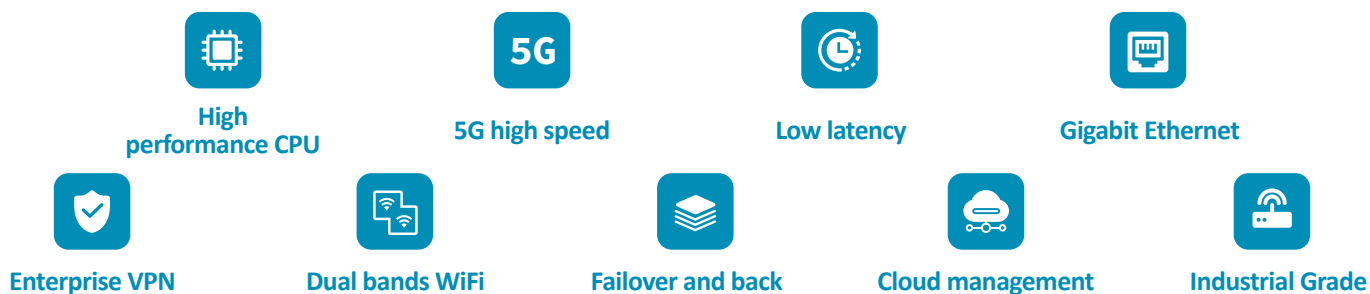 5G
High
performance CPU
5G high speed
Low latency
Gigabit Ethernet
Enterprise VPN
Dual bands WiFi
Failover and back
Cloud management
Industrial Grade